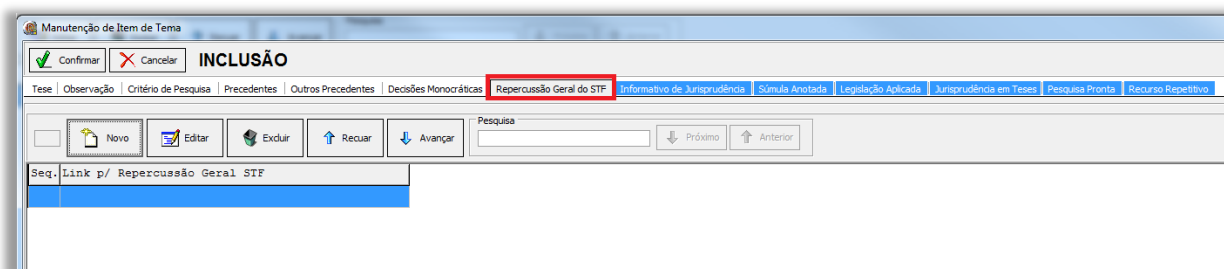 Manutenção de Item de Tema
Confirmar Cancelar INCLUSÃO
Tese Observação Critério de Pesquisa Precedentes Outros Precedentes Decisões Monocráticas Repercussão Geral do STF Informativo de Jurisprudência Súmula Anotada Legislação Aplicada Jurisprudência em Teses Pesquisa Pronta Recurso Repetitivo
Novo Editar Excluir Recuar Avançar Pesquisa Próximo Anterior
Seq. Link p/ Repercussão Geral STF